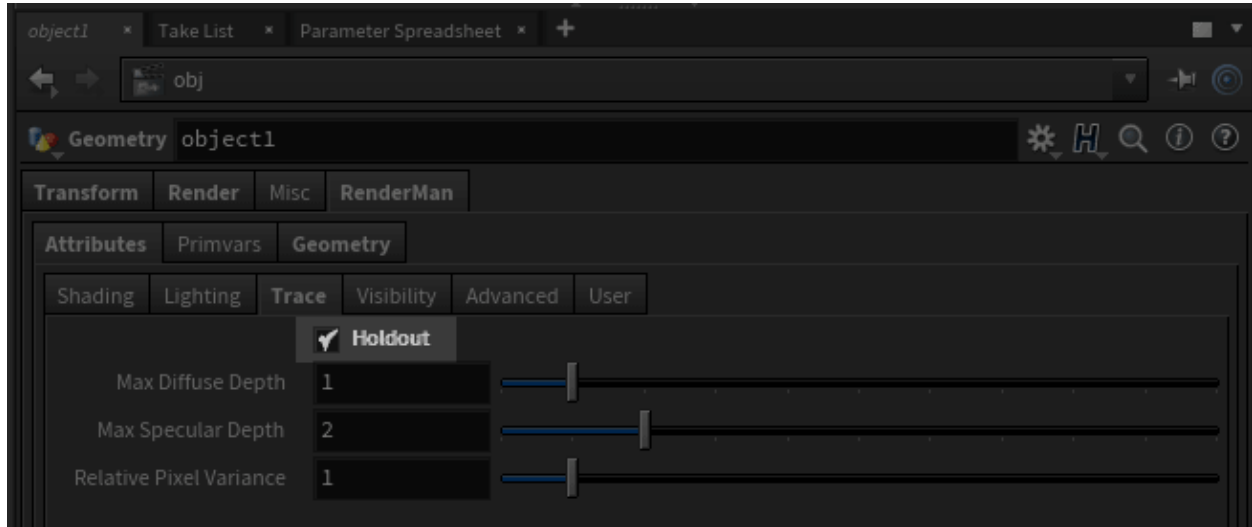 object1 × Take List × Parameter Spreadsheet × +
obj
Geometry object1
Transform Render Misc RenderMan
Attributes Primvars Geometry
Shading Lighting Trace Visibility Advanced User
Holdout
Max Diffuse Depth 1
Max Specular Depth 2
Relative Pixel Variance 1